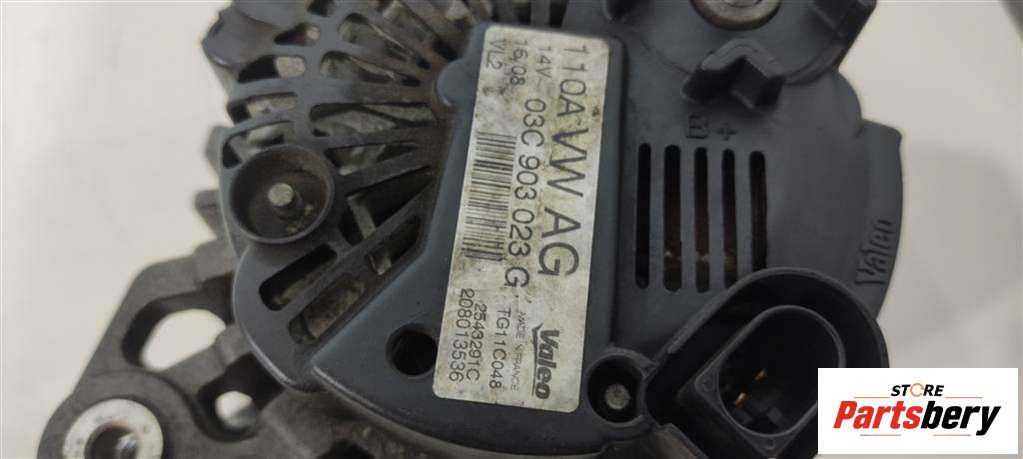 110A VW AG
14V 03C 903 023 G
16/08
VL2
Valeo
MADE IN FRANCE
TG11C048
2543291C
208013536
B+
Valeo
STORE
Partsbery